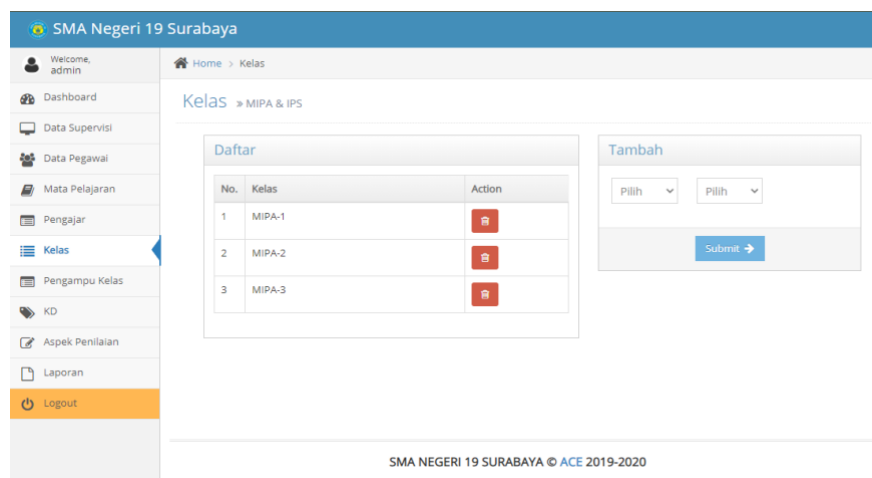 SMA Negeri 19 Surabaya
Welcome,
admin
Home > Kelas
Dashboard
Data Supervisi
Data Pegawai
Mata Pelajaran
Pengajar
Kelas
Pengampu Kelas
KD
Aspek Penilaian
Laporan
Logout
Kelas » MIPA & IPS
Daftar
No. Kelas Action
1 MIPA-1
2 MIPA-2
3 MIPA-3
Tambah
Pilih Pilih
Submit
SMA NEGERI 19 SURABAYA © ACE 2019-2020